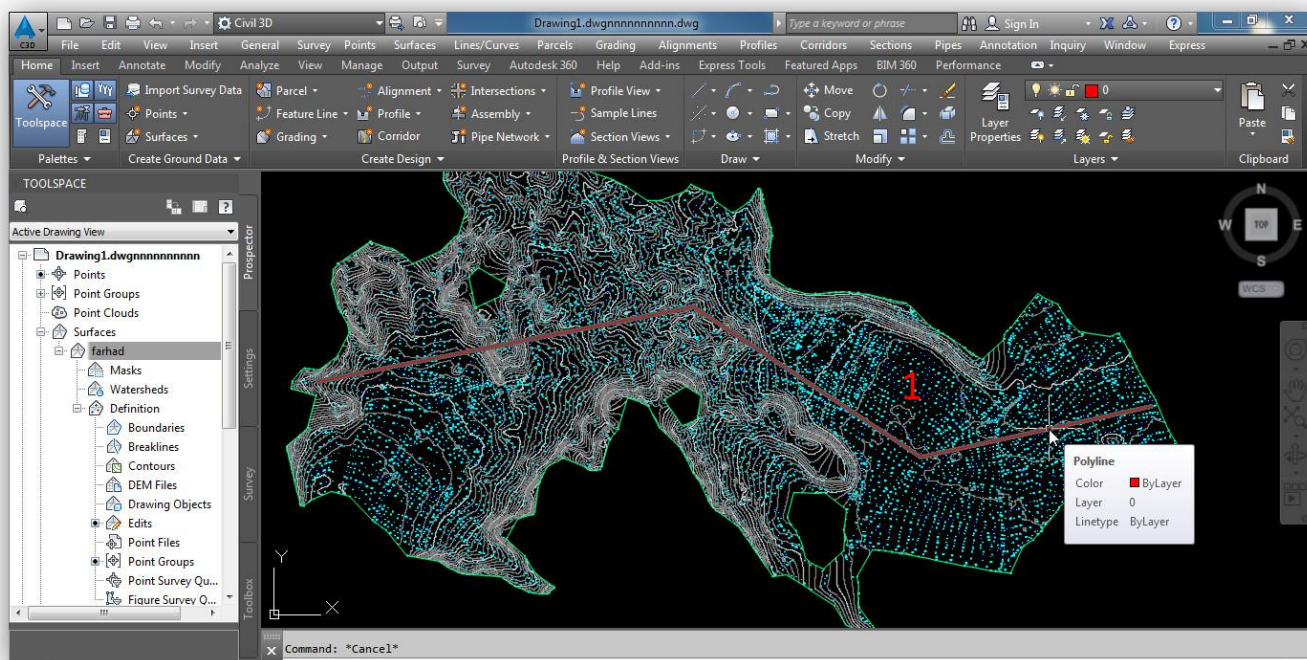 Civil 3D
Drawing1.dwgnnnnnnnnnn.dwg
Type a keyword or phrase
Sign In
C3D
File Edit View Insert General Survey Points Surfaces Lines/Curves Parcels Grading Alignments Profiles Corridors Sections Pipes Annotation Inquiry Window Express
Home Insert Annotate Modify Analyze View Manage Output Survey Autodesk 360 Help Add-ins Express Tools Featured Apps BIM 360 Performance
Toolspace
Import Survey Data
Points
Surfaces
Parcel
Feature Line
Grading
Alignment
Profile
Corridor
Intersections
Assembly
Pipe Network
Profile View
Sample Lines
Section Views
Move
Copy
Stretch
Layer
Properties
0
Paste
Palettes Create Ground Data Create Design Profile & Section Views Draw Modify Layers Clipboard
TOOLSPACE
Active Drawing View
Drawing1.dwgnnnnnnnnnn
Points
Point Groups
Point Clouds
Surfaces
farhad
Masks
Watersheds
Definition
Boundaries
Breaklines
Contours
DEM Files
Drawing Objects
Edits
Point Files
Point Groups
Point Survey Qu...
Figure Survey Q...
Prospector
Settings
Survey
Toolbox
N
W TOP E
S
WCS
1
Polyline
Color ByLayer
Layer 0
Linetype ByLayer
Y
X
Command: *Cancel*